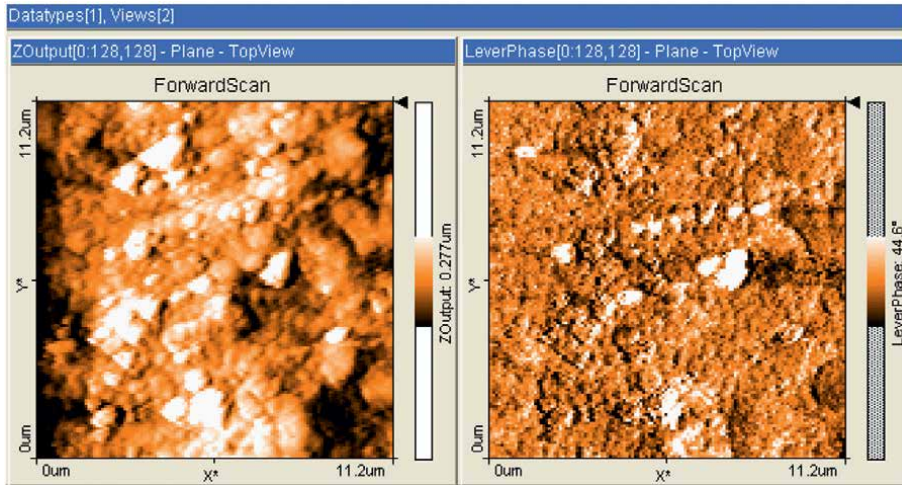 Datatypes[1], Views[2]
ZOutput[0:128,128] - Plane - TopView
ForwardScan
11.2um
Y*
0um
0um
X*
11.2um
ZOutput: 0.277um
LeverPhase[0:128,128] - Plane - TopView
ForwardScan
11.2um
Y*
0um
0um
X*
11.2um
LeverPhase: 44.6°